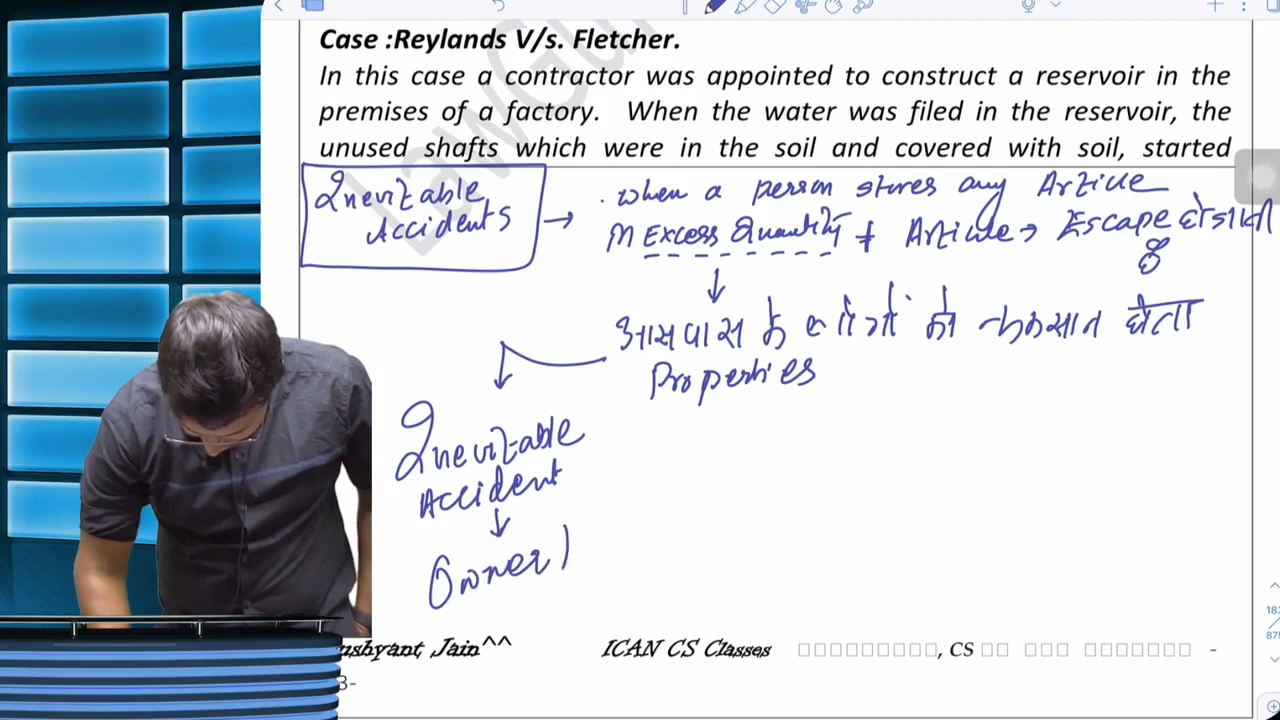 Case :Reylands V/s. Fletcher.
In this case a contractor was appointed to construct a reservoir in the
premises of a factory. When the water was filed in the reservoir, the
unused shafts which were in the soil and covered with soil, started
Inevitable
Accidents
→ . when a person stores any Article
in Excess Quantity + Article → Escape हो जाता
है
आसपास के लोगों को नुकसान होता
Properties
Inevitable
Accident
Owner
ushyant Jain^^ ICAN CS Classes , CS -
3-